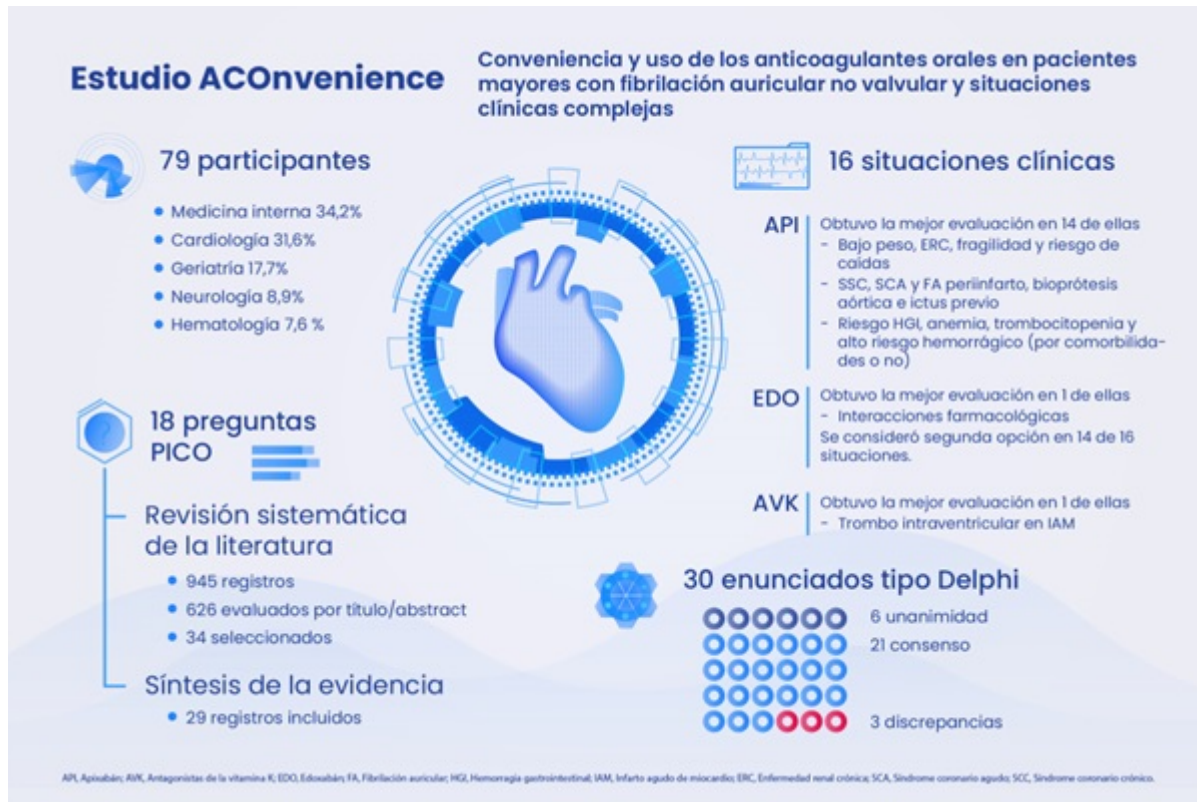 Estudio ACOnvenience
Conveniencia y uso de los anticoagulantes orales en pacientes
mayores con fibrilación auricular no valvular y situaciones
clínicas complejas
79 participantes
Medicina interna 34,2%
Cardiología 31,6%
Geriatría 17,7%
Neurología 8,9%
Hematología 7,6 %
18 preguntas
PICO
Revisión sistemática
de la literatura
945 registros
626 evaluados por título/abstract
34 seleccionados
Síntesis de la evidencia
29 registros incluidos
16 situaciones clínicas
API
Obtuvo la mejor evaluación en 14 de ellas
- Bajo peso, ERC, fragilidad y riesgo de
caídas
- SSC, SCA y FA periinfarto, bioprótesis
aórtica e ictus previo
- Riesgo HGI, anemia, trombocitopenia y
alto riesgo hemorrágico (por comorbilida-
des o no)
EDO
Obtuvo la mejor evaluación en 1 de ellas
- Interacciones farmacológicas
Se consideró segunda opción en 14 de 16
situaciones.
AVK
Obtuvo la mejor evaluación en 1 de ellas
- Trombo intraventricular en IAM
30 enunciados tipo Delphi
6 unanimidad
21 consenso
3 discrepancias
API, Apixabán; AVK, Antagonistas de la vitamina K; EDO, Edoxabán; FA, Fibrilación auricular; HGI, Hemorragia gastrointestinal; IAM, Infarto agudo de miocardio; ERC, Enfermedad renal crónica; SCA, Síndrome coronario agudo; SCC, Síndrome coronario crónico.